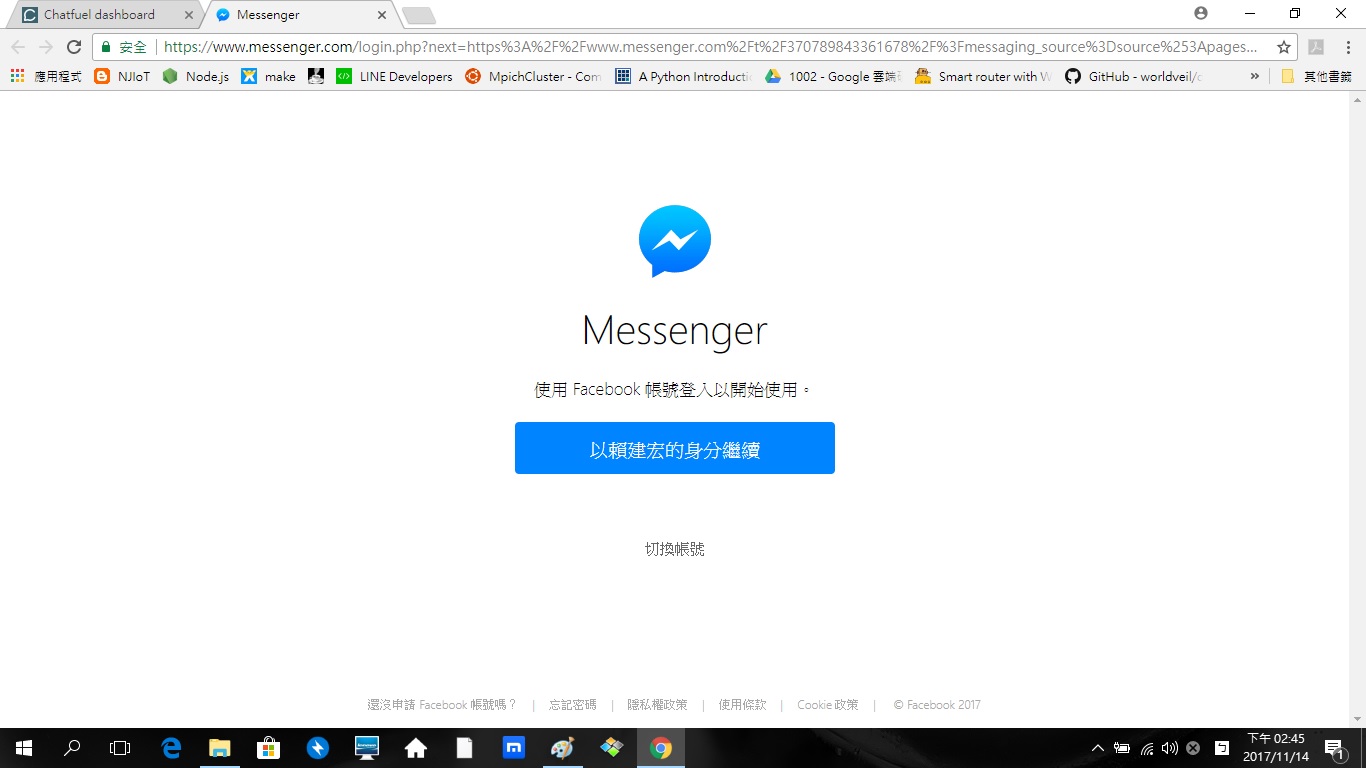 Chatfuel dashboard
Messenger
安全
https://www.messenger.com/login.php?next=https%3A%2F%2Fwww.messenger.com%2Ft%2F370789843361678%2F%3Fmessaging_source%3Dsource%253Apages...
應用程式
NJIoT
Node.js
make
LINE Developers
MpichCluster - Com
A Python Introducti
1002 - Google 雲端
Smart router with W
GitHub - worldveil/
»
其他書籤
Messenger
使用 Facebook 帳號登入以開始使用。
以賴建宏的身分繼續
切換帳號
還沒申請 Facebook 帳號嗎？ | 忘記密碼 | 隱私權政策 | 使用條款 | Cookie 政策 | © Facebook 2017
下午 02:45
2017/11/14
1